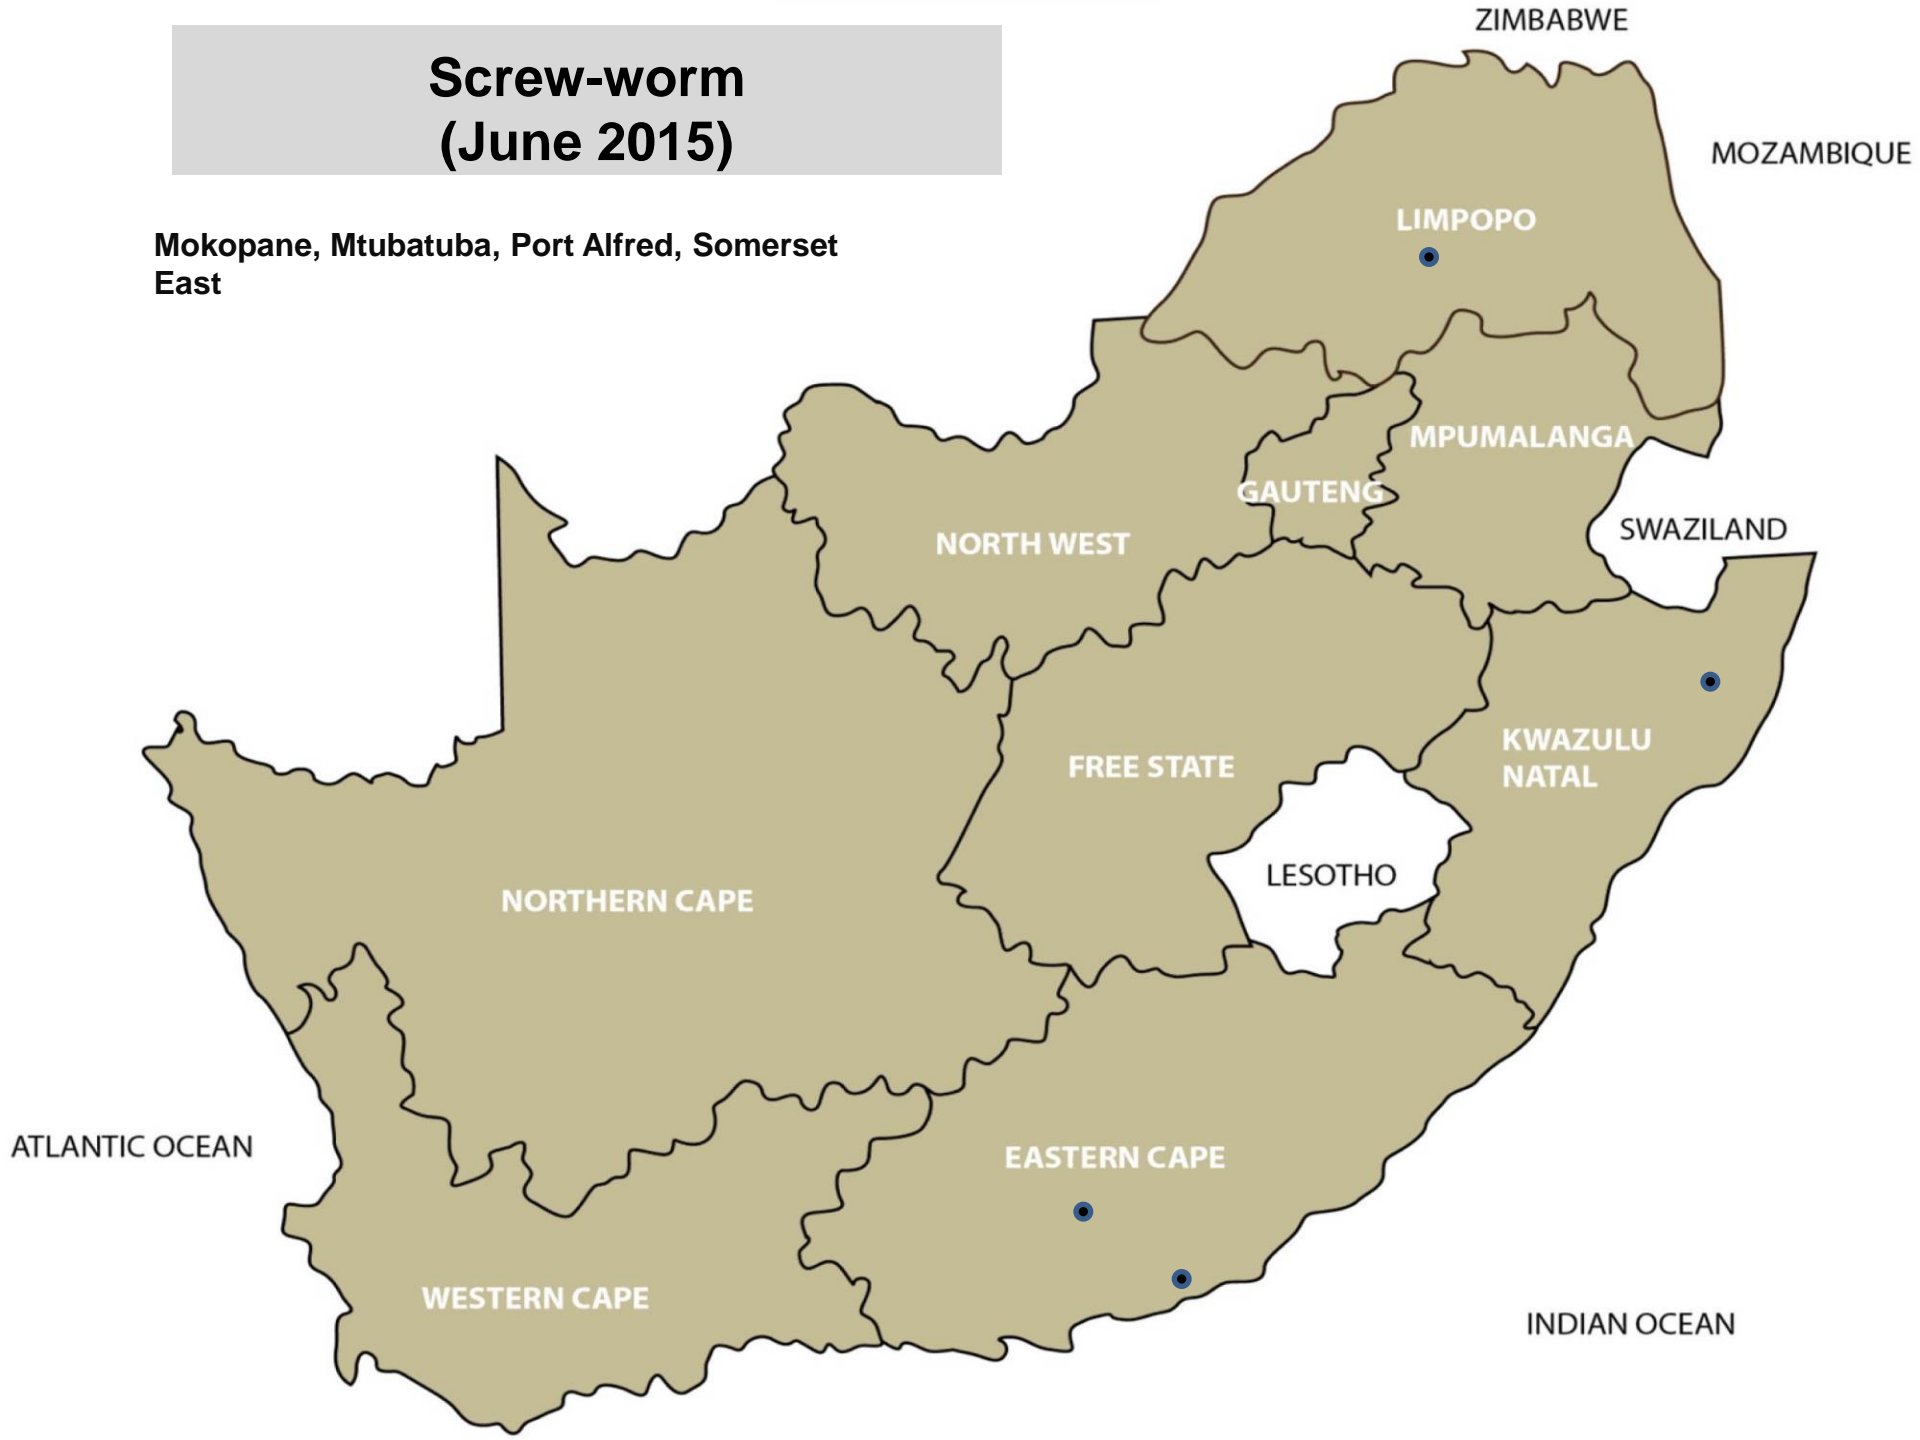 ZIMBABWE
Screw-worm
(June 2015)
MOZAMBIQUE
LIMPOPO
Mokopane, Mtubatuba, Port Alfred, Somerset
East
MPUMALANGA
GAUTENG
SWAZILAND
NORTH WEST
KWAZULU
NATAL
FREE STATE
LESOTHO
NORTHERN CAPE
ATLANTIC OCEAN
EASTERN CAPE
WESTERN CAPE
INDIAN OCEAN